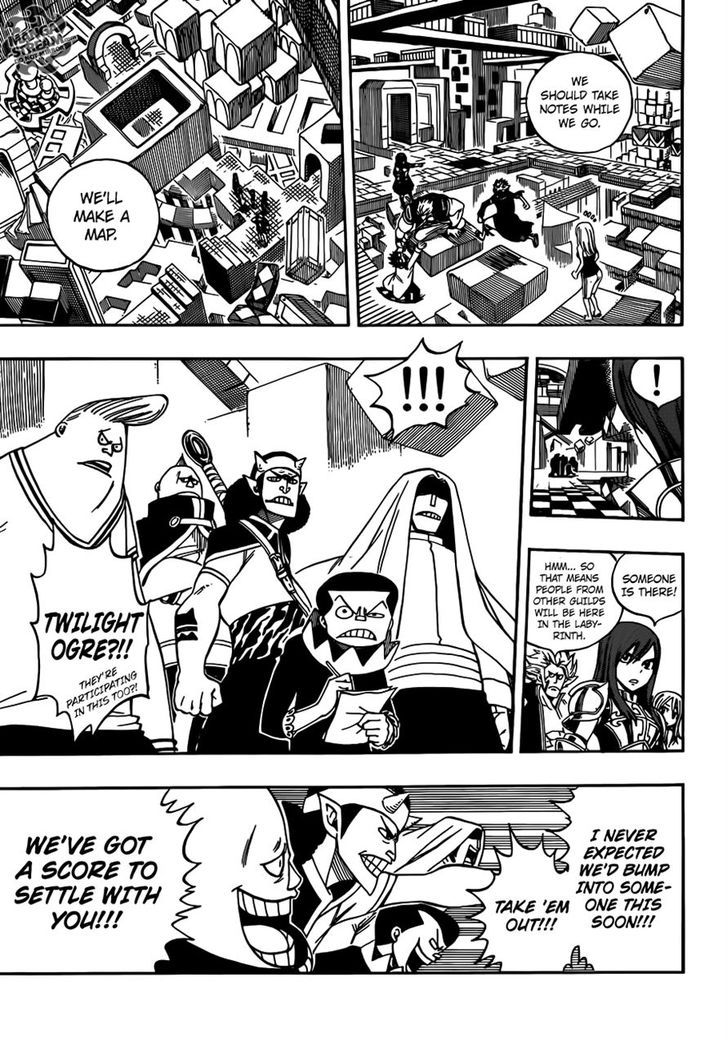 WE
SHOULD TAKE
NOTES WHILE
WE GO.
WE'LL
MAKE A
MAP.
!
SOMEONE
IS THERE!
HMM... SO
THAT MEANS
PEOPLE FROM
OTHER GUILDS
WILL BE HERE
IN THE LABY-
RINTH.
!!!
TWILIGHT
OGRE?!!
THEY'RE
PARTICIPATING
IN THIS TOO?!
I NEVER
EXPECTED
WE'D BUMP
INTO SOME-
ONE THIS
SOON!!!
TAKE 'EM
OUT!!!
WE'VE GOT
A SCORE TO
SETTLE WITH
YOU!!!